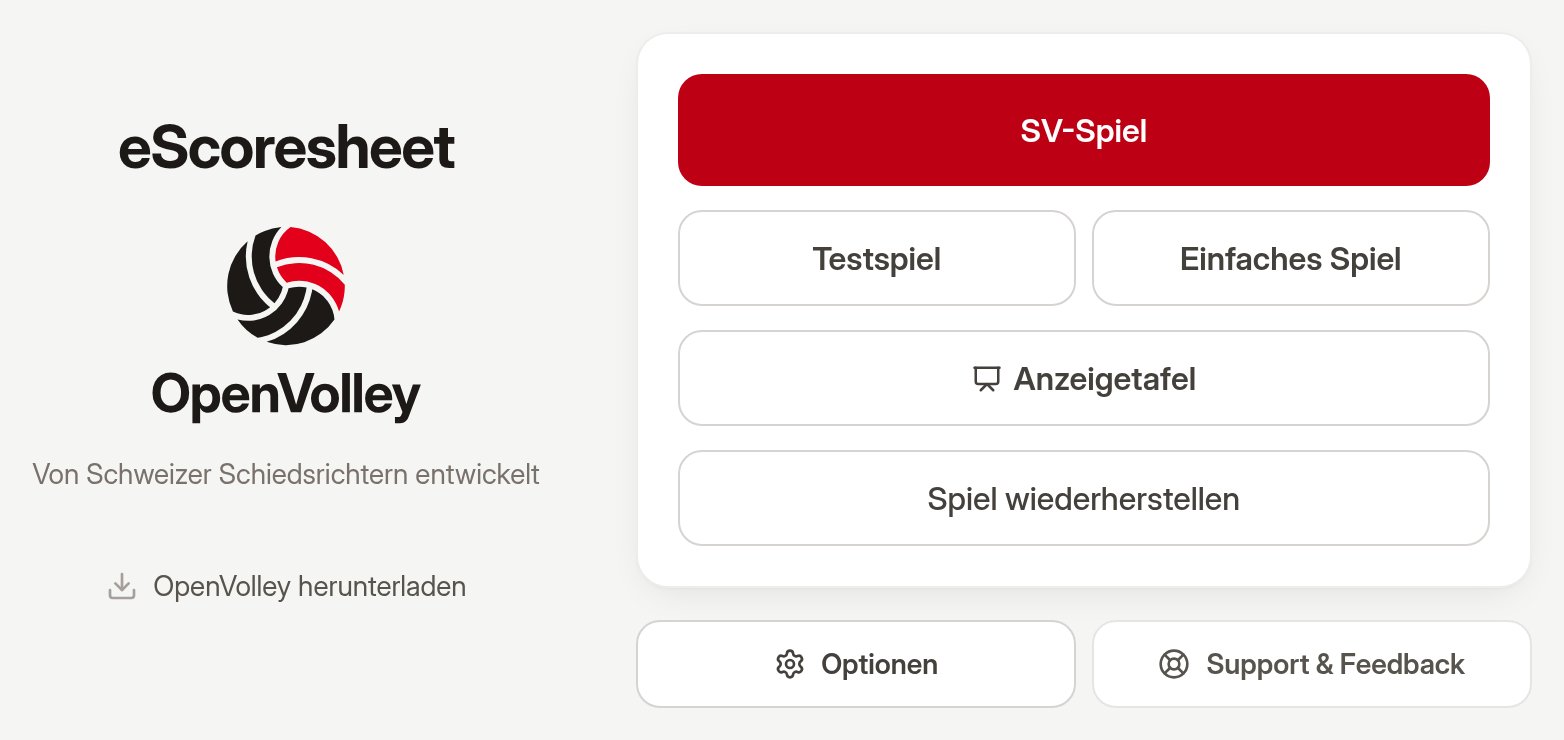 eScoresheet
OpenVolley
Von Schweizer Schiedsrichtern entwickelt
OpenVolley herunterladen
SV-Spiel
Testspiel
Einfaches Spiel
Anzeigetafel
Spiel wiederherstellen
Optionen
Support & Feedback